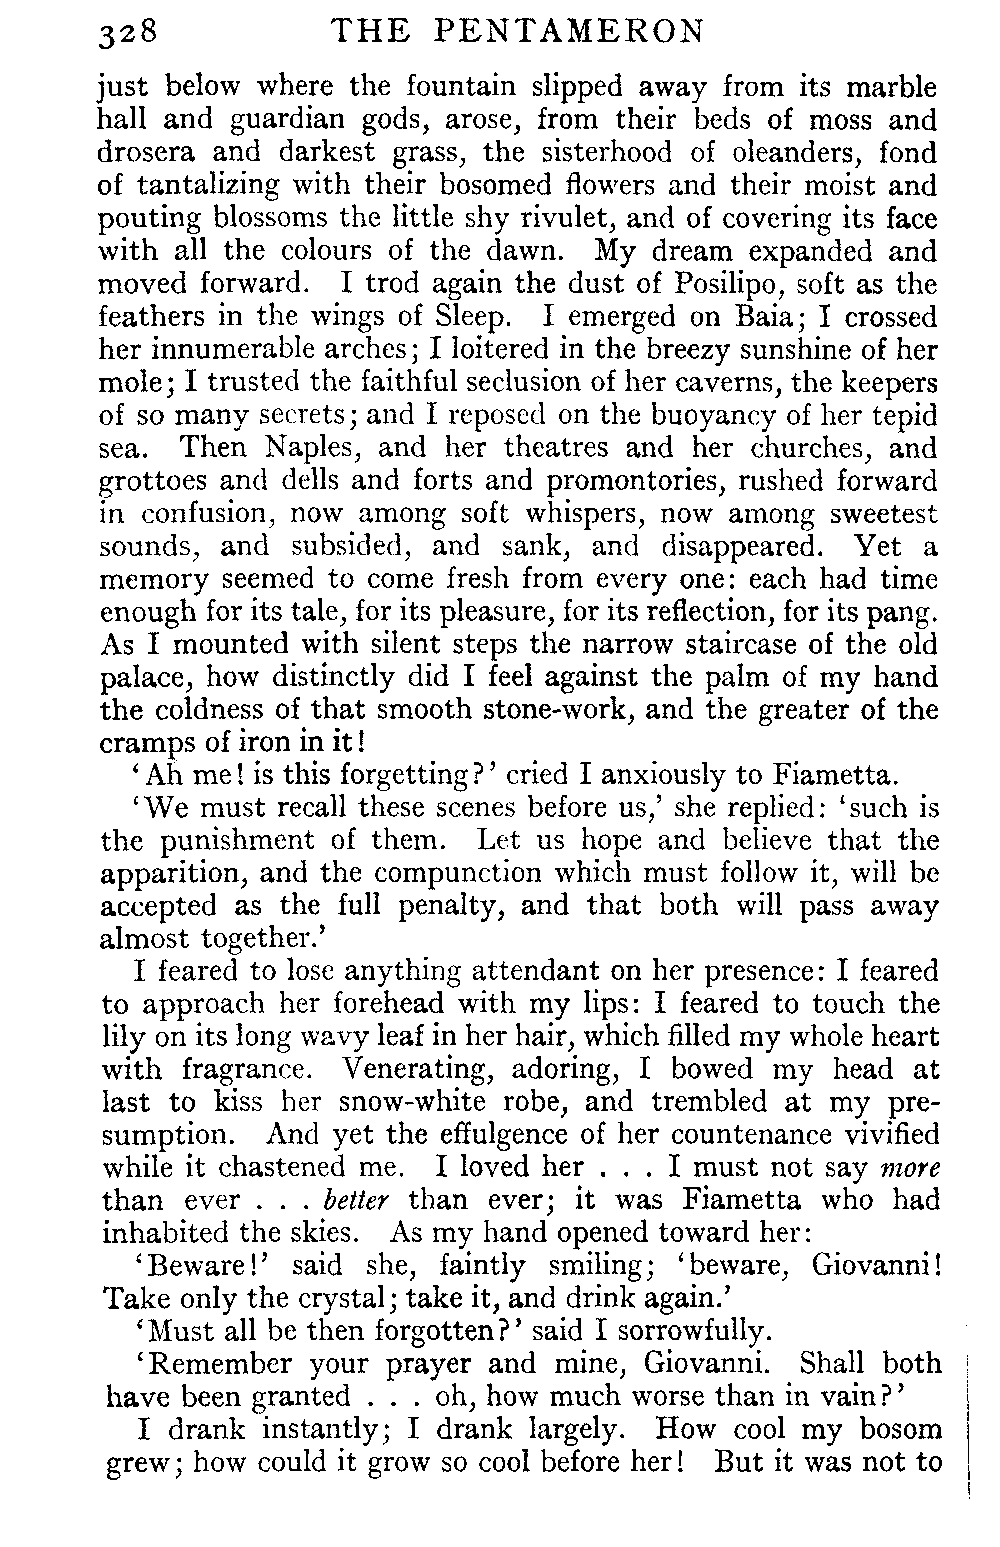 328 THE PENTAMERON
just below where the fountain slipped away from its marble
hall and guardian gods, arose, from their beds of moss and
drosera and darkest grass, the sisterhood of oleanders, fond
of tantalizing with their bosomed flowers and their moist and
pouting blossoms the little shy rivulet, and of covering its face
with all the colours of the dawn. My dream expanded and
moved forward. I trod again the dust of Posilipo, soft as the
feathers in the wings of Sleep. I emerged on Baia; I crossed
her innumerable arches; I loitered in the breezy sunshine of her
mole; I trusted the faithful seclusion of her caverns, the keepers
of so many secrets; and I reposed on the buoyancy of her tepid
sea. Then Naples, and her theatres and her churches, and
grottoes and dells and forts and promontories, rushed forward
in confusion, now among soft whispers, now among sweetest
sounds, and subsided, and sank, and disappeared. Yet a
memory seemed to come fresh from every one: each had time
enough for its tale, for its pleasure, for its reflection, for its pang.
As I mounted with silent steps the narrow staircase of the old
palace, how distinctly did I feel against the palm of my hand
the coldness of that smooth stone-work, and the greater of the
cramps of iron in it!
'Ah me! is this forgetting?' cried I anxiously to Fiametta.
'We must recall these scenes before us,' she replied: 'such is
the punishment of them. Let us hope and believe that the
apparition, and the compunction which must follow it, will be
accepted as the full penalty, and that both will pass away
almost together.'
I feared to lose anything attendant on her presence: I feared
to approach her forehead with my lips: I feared to touch the
lily on its long wavy leaf in her hair, which filled my whole heart
with fragrance. Venerating, adoring, I bowed my head at
last to kiss her snow-white robe, and trembled at my pre-
sumption. And yet the effulgence of her countenance vivified
while it chastened me. I loved her . . . I must not say more
than ever . . . better than ever; it was Fiametta who had
inhabited the skies. As my hand opened toward her:
'Beware!' said she, faintly smiling; 'beware, Giovanni!
Take only the crystal; take it, and drink again.'
'Must all be then forgotten?' said I sorrowfully.
'Remember your prayer and mine, Giovanni. Shall both
have been granted . . . oh, how much worse than in vain?'
I drank instantly; I drank largely. How cool my bosom
grew; how could it grow so cool before her! But it was not to